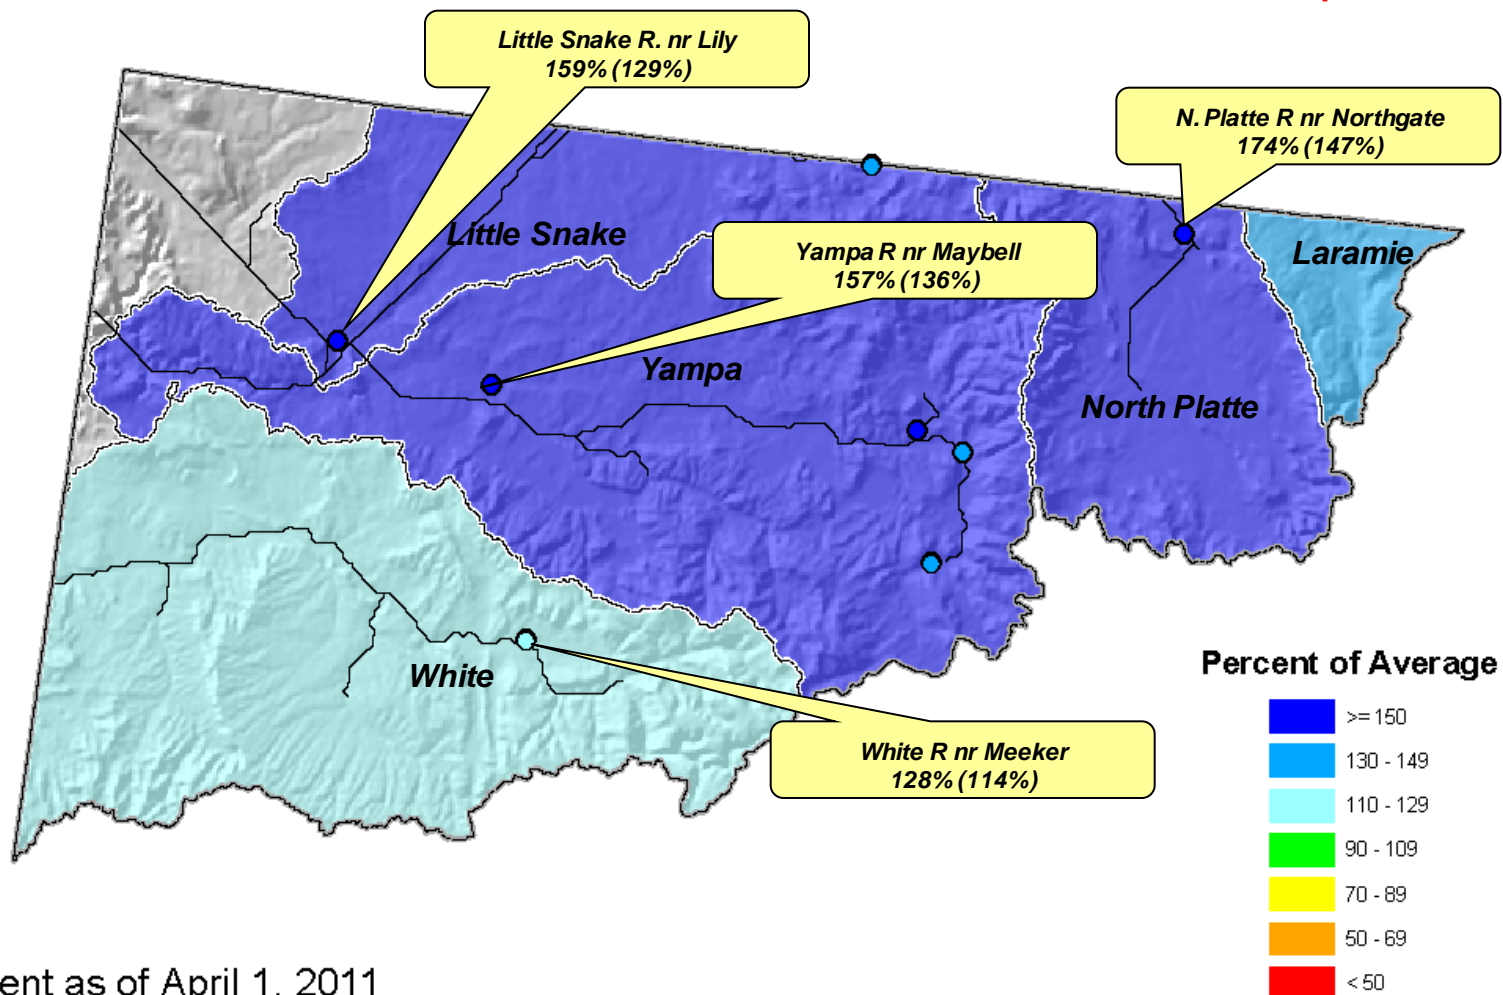 Little Snake R. nr Lily
159% (129%)
N. Platte R nr Northgate
174% (147%)
Little Snake
Yampa R nr Maybell
157% (136%)
Laramie
Yampa
North Platte
White
White R nr Meeker
128% (114%)
Percent of Average
>= 150
130 - 149
110 - 129
90 - 109
70 - 89
50 - 69
< 50
ent as of April 1, 2011